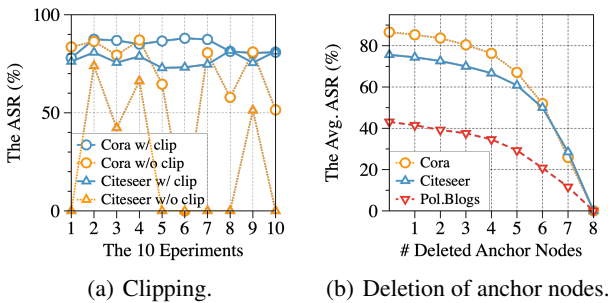 100
50
0
The ASR (%)
Cora w/ clip
Cora w/o clip
Citeseer w/ clip
Citeseer w/o clip
1 2 3 4 5 6 7 8 9 10
The 10 Eperiments
(a) Clipping.
80
60
40
20
0
The Avg. ASR (%)
Cora
Citeseer
Pol.Blogs
1 2 3 4 5 6 7 8
# Deleted Anchor Nodes
(b) Deletion of anchor nodes.